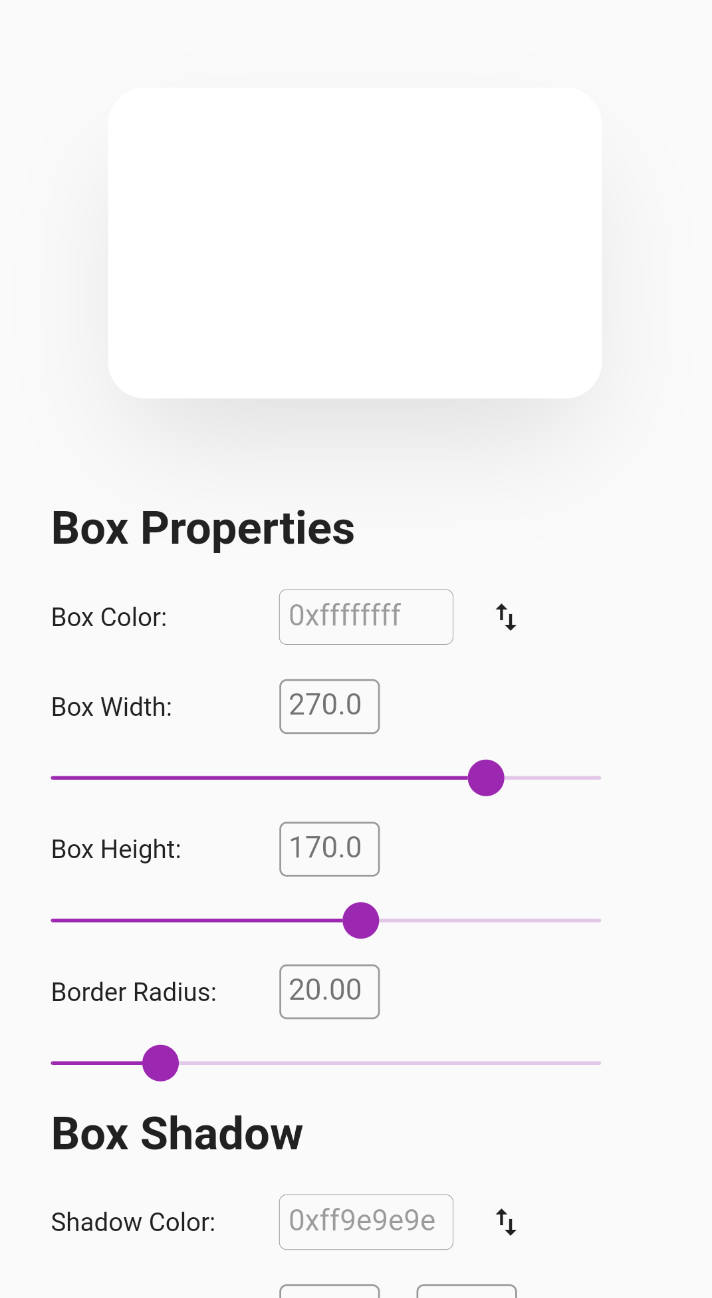 Box Properties
Box Color: 0xffffffff
Box Width: 270.0
Box Height: 170.0
Border Radius: 20.00
Box Shadow
Shadow Color: 0xff9e9e9e